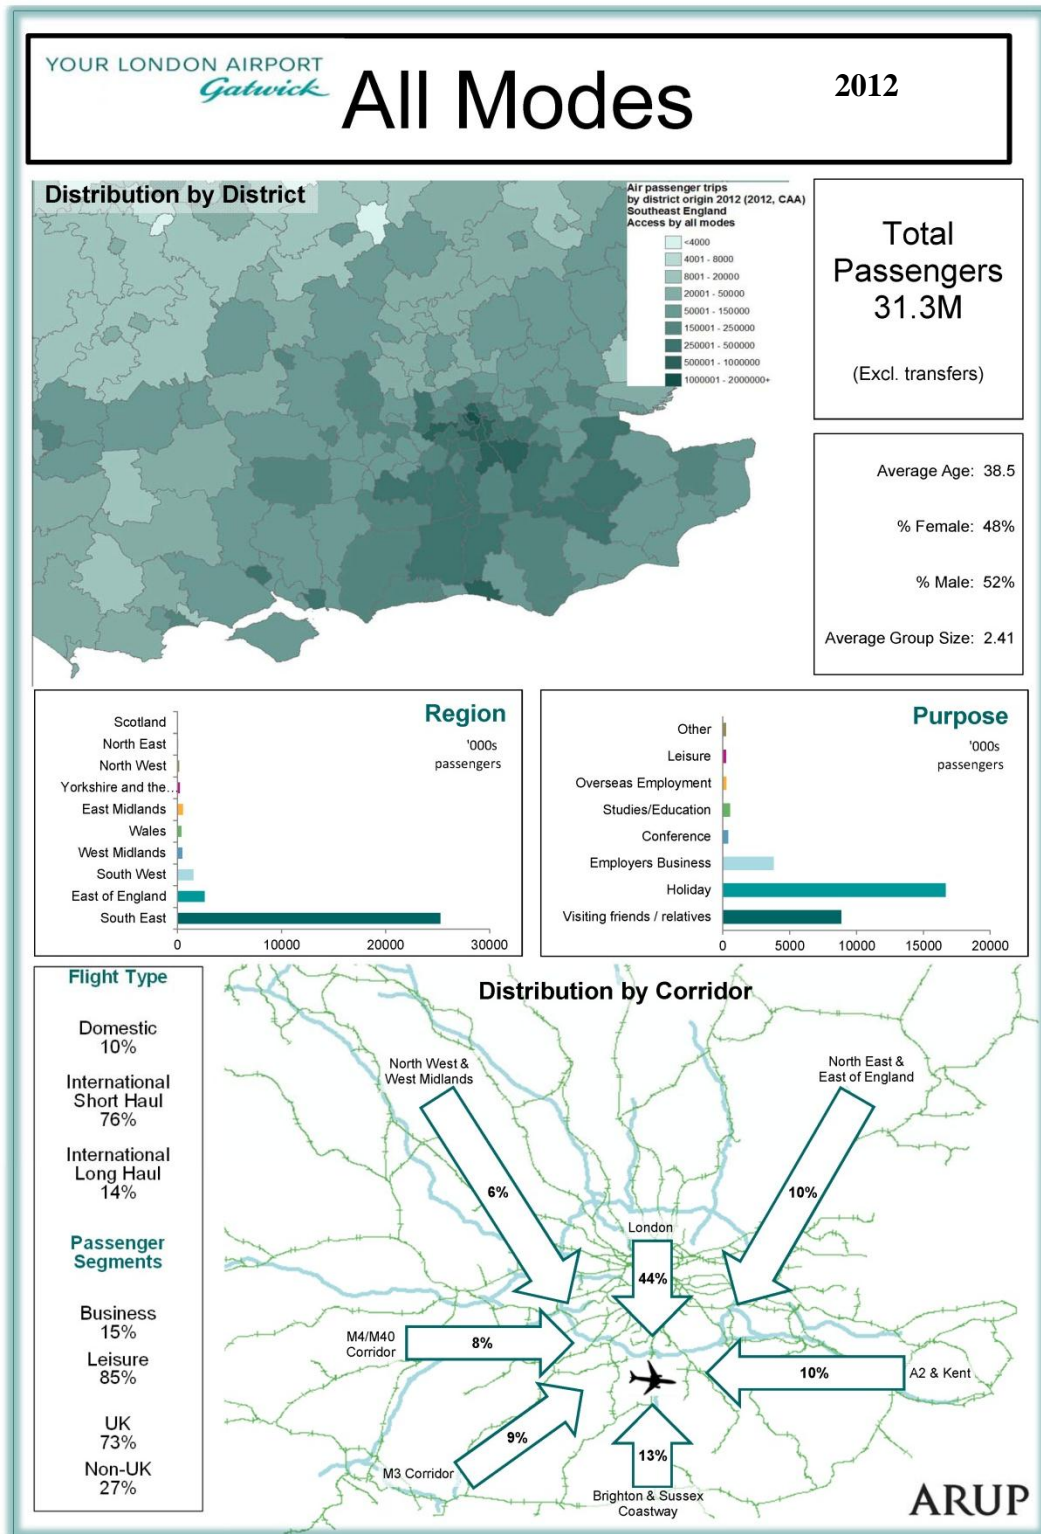 YOUR LONDON AIRPORT
Gatwick
All Modes
2012
Distribution by District
Air passenger trips
by district origin 2012 (2012, CAA)
Southeast England
Access by all modes
<4000
4001 - 8000
8001 - 20000
20001 - 50000
50001 - 150000
150001 - 250000
250001 - 500000
500001 - 1000000
1000001 - 2000000+
Total
Passengers
31.3M
(Excl. transfers)
Average Age: 38.5
% Female: 48%
% Male: 52%
Average Group Size: 2.41
Region
'000s
passengers
Scotland
North East
North West
Yorkshire and the…
East Midlands
Wales
West Midlands
South West
East of England
South East
0 10000 20000 30000
Purpose
'000s
passengers
Other
Leisure
Overseas Employment
Studies/Education
Conference
Employers Business
Holiday
Visiting friends / relatives
0 5000 10000 15000 20000
Flight Type
Domestic
10%
International
Short Haul
76%
International
Long Haul
14%
Passenger
Segments
Business
15%
Leisure
85%
UK
73%
Non-UK
27%
Distribution by Corridor
North West &
West Midlands
6%
North East &
East of England
10%
London
44%
M4/M40
Corridor
8%
10%
A2 & Kent
9%
M3 Corridor
13%
Brighton & Sussex
Coastway
ARUP